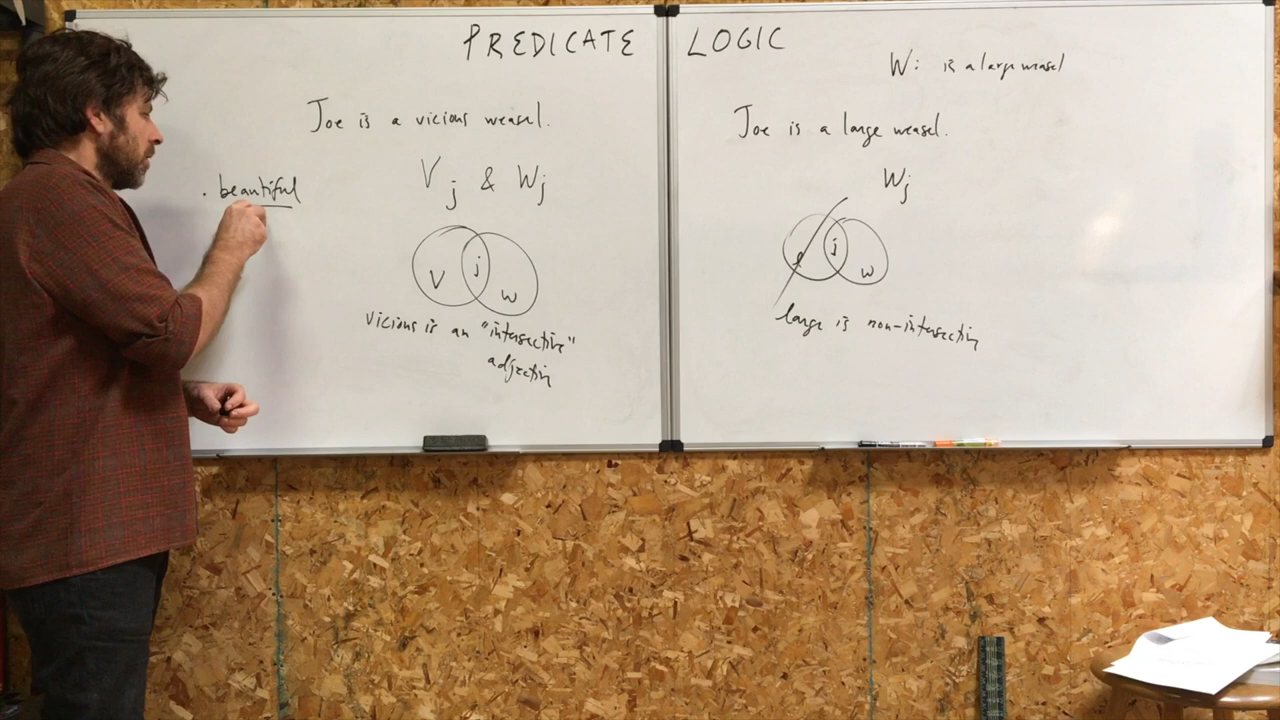 PREDICATE LOGIC
W: is a large weasel
Joe is a vicious weasel.
Joe is a large weasel.
Vj & Wj
Wj
. beautiful
V j W
l j W
vicious is an "intersective"
adjective
large is non-intersecting